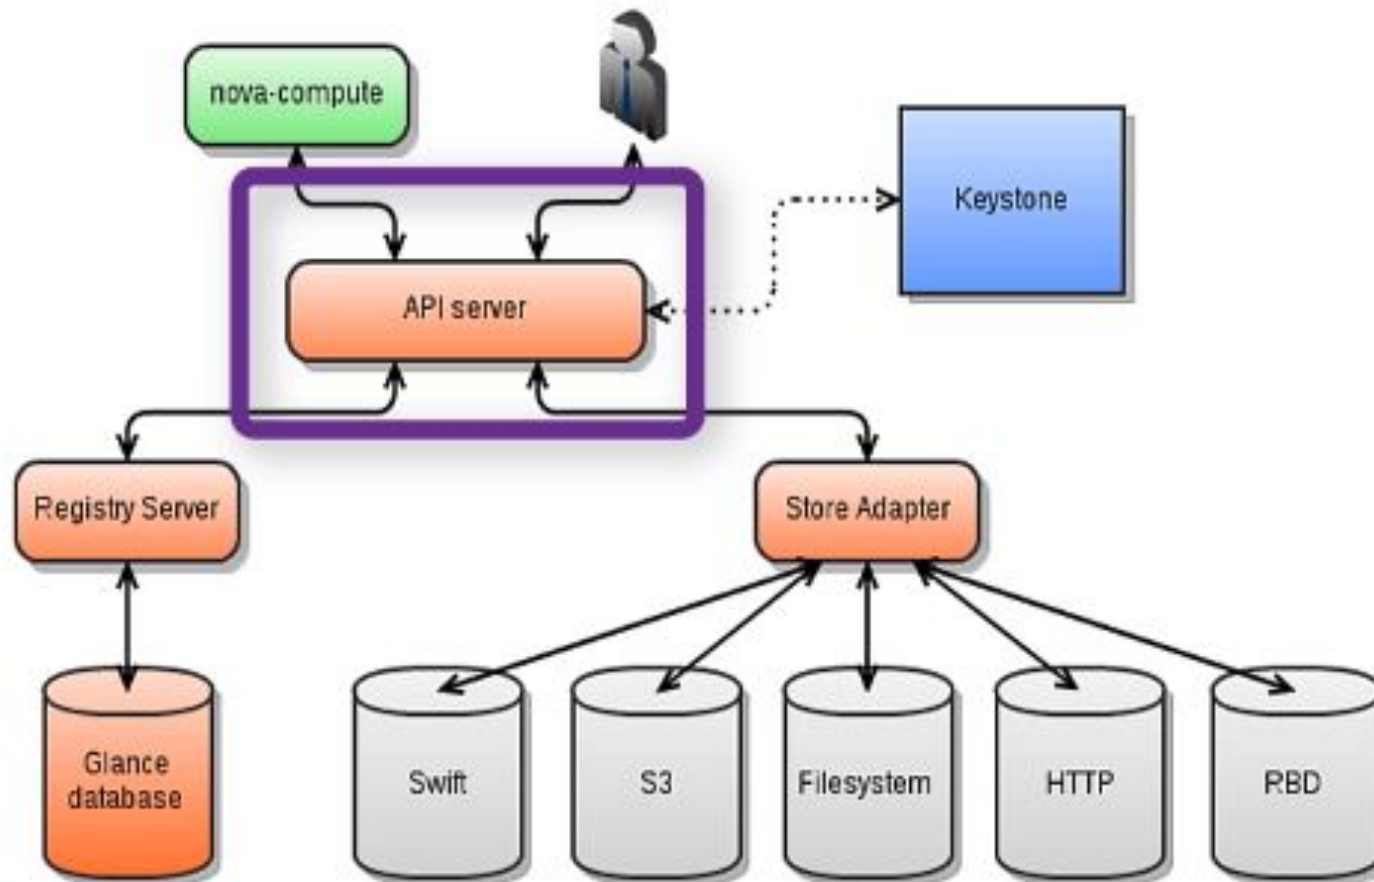 nova-compute
Keystone
API server
Registry Server
Store Adapter
Glance
database
Swift
S3
Filesystem
HTTP
RBD